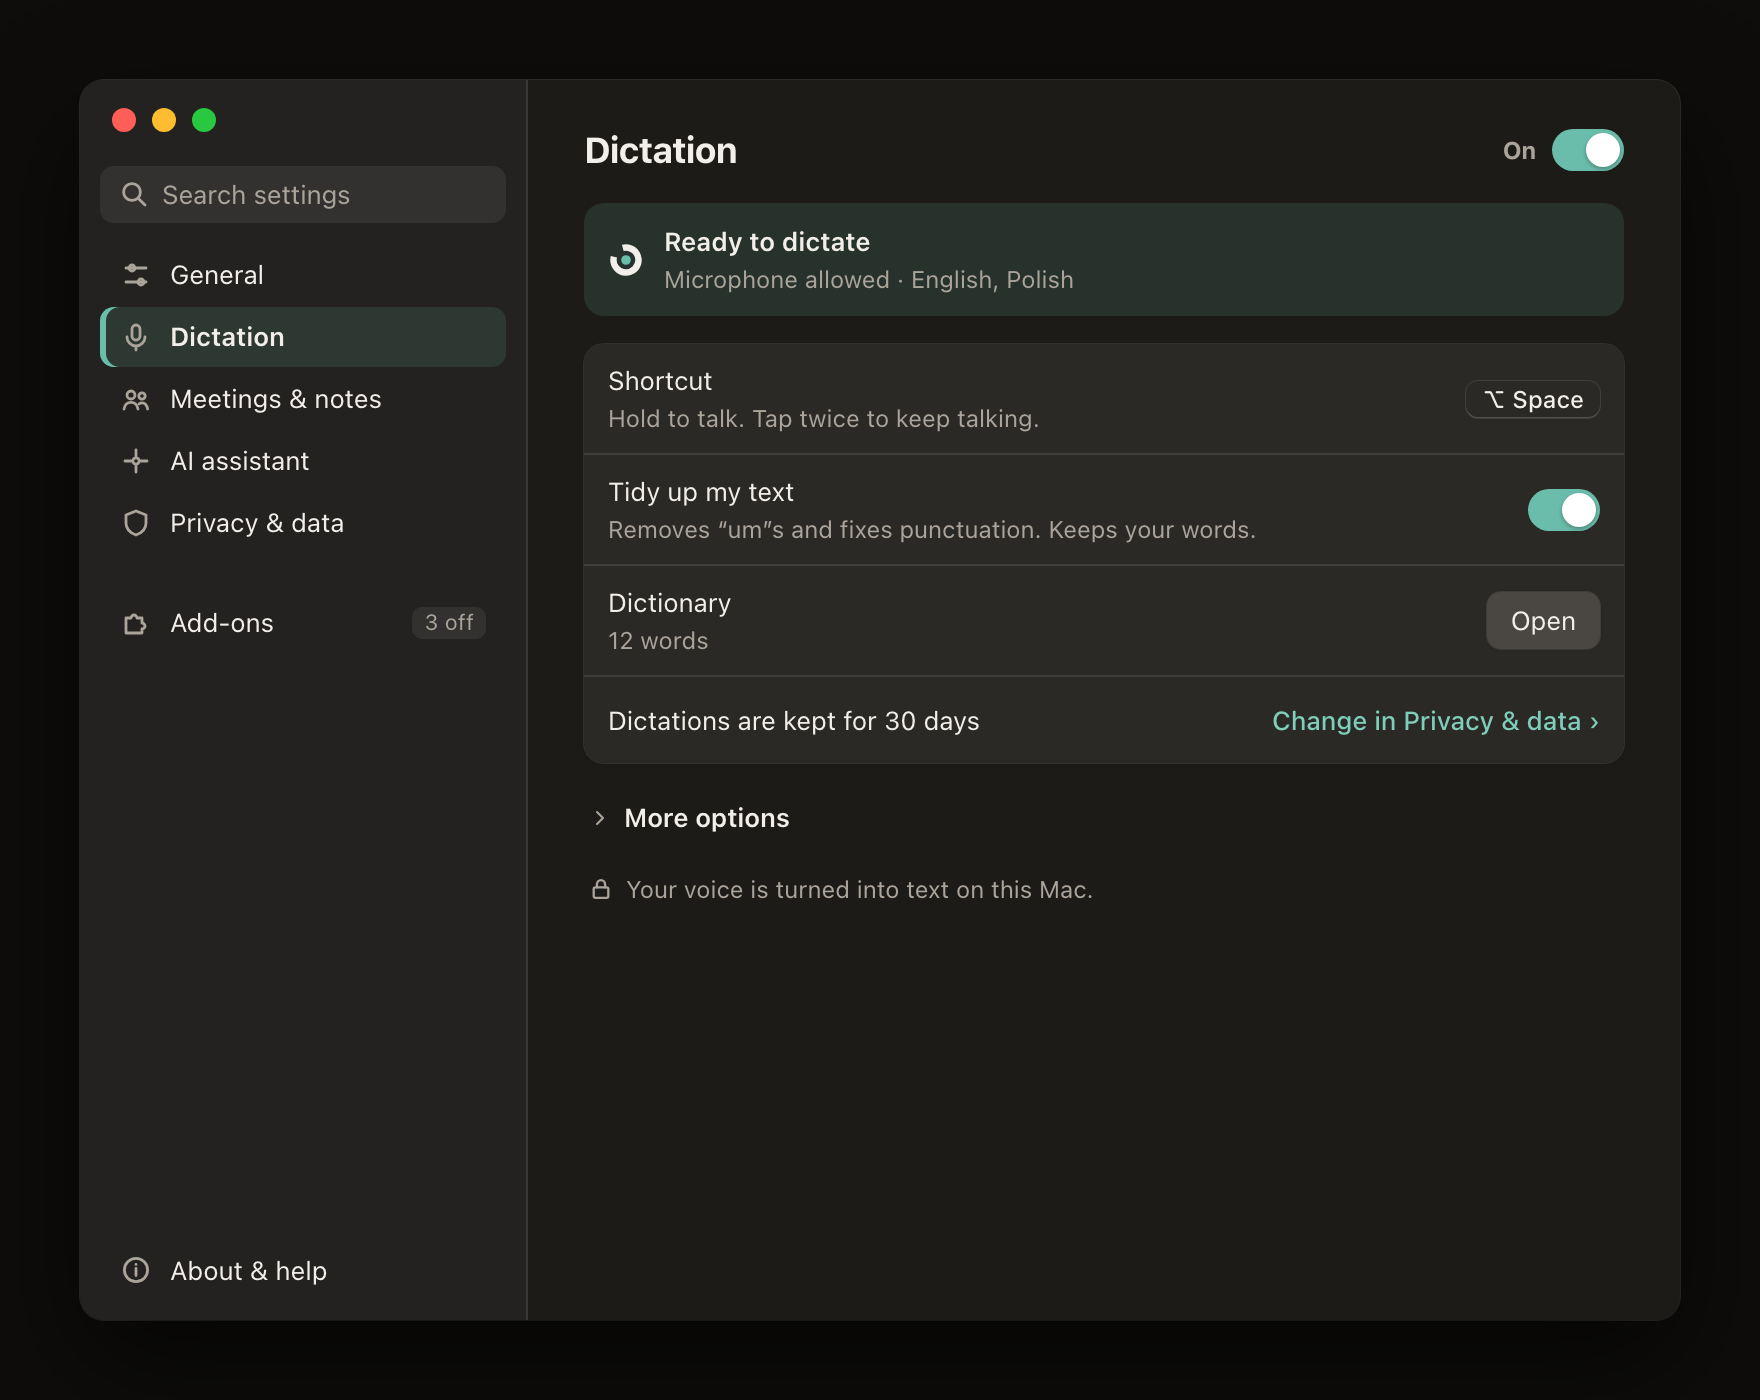 Search settings
General
Dictation
Meetings & notes
AI assistant
Privacy & data
Add-ons
3 off
About & help
Dictation
On
Ready to dictate
Microphone allowed · English, Polish
Shortcut
Hold to talk. Tap twice to keep talking.
⌥ Space
Tidy up my text
Removes “um”s and fixes punctuation. Keeps your words.
Dictionary
12 words
Open
Dictations are kept for 30 days
Change in Privacy & data ›
More options
Your voice is turned into text on this Mac.